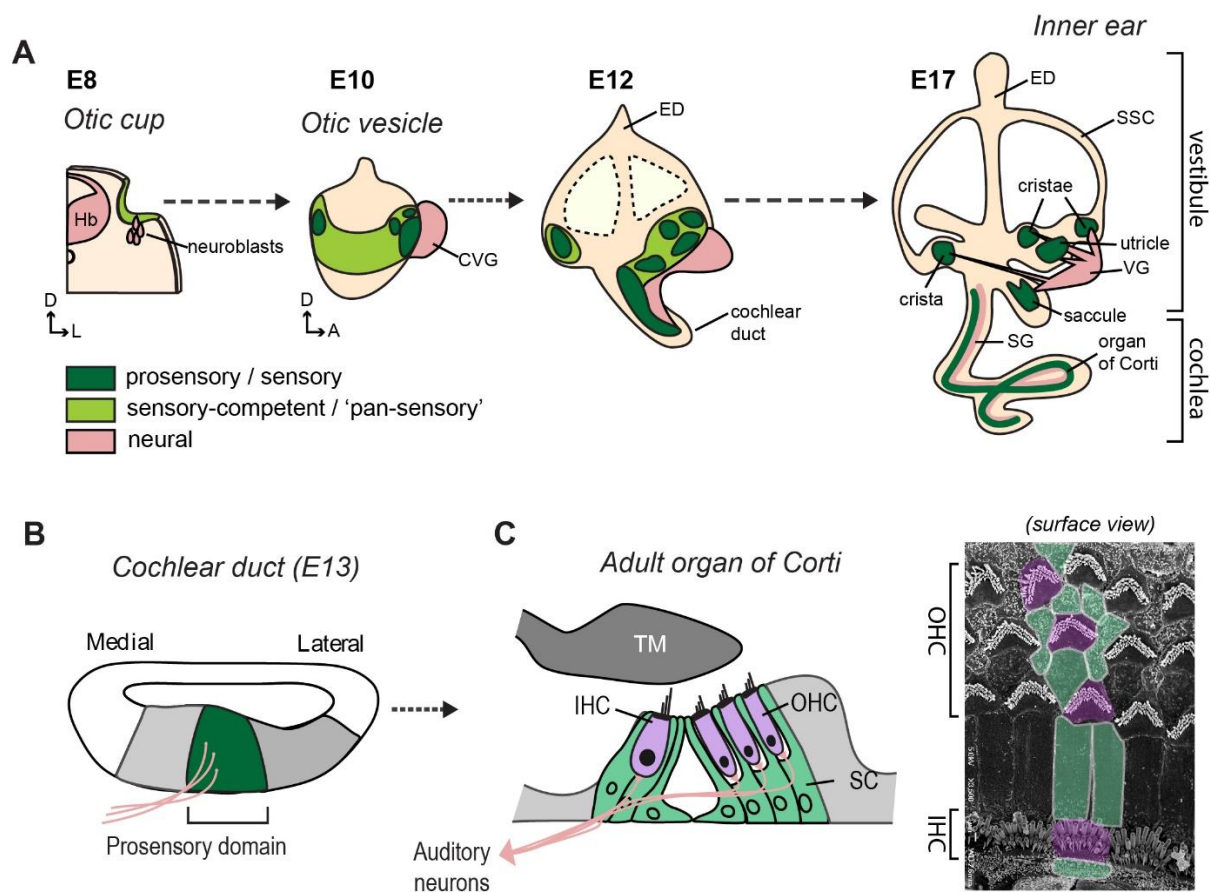 A
E8
Otic cup
Hb
neuroblasts
D
L
E10
Otic vesicle
CVG
D
A
E12
ED
cochlear
duct
Inner ear
E17
ED
SSC
cristae
utricle
VG
crista
saccule
SG
organ
of Corti
vestibule
cochlea
prosensory / sensory
sensory-competent / ‘pan-sensory’
neural
B
Cochlear duct (E13)
Medial
Lateral
Prosensory domain
C
Adult organ of Corti
TM
IHC
OHC
SC
Auditory
neurons
(surface view)
OHC
IHC